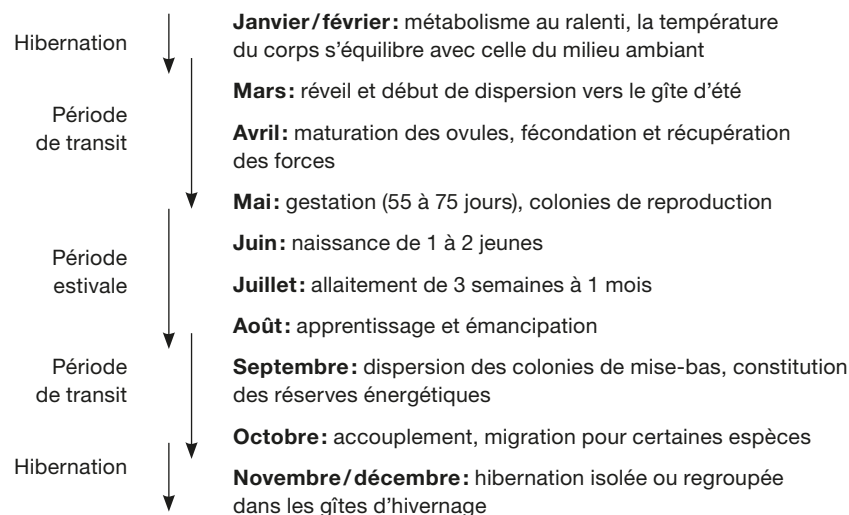 Hibernation
Janvier/février: métabolisme au ralenti, la température
du corps s’équilibre avec celle du milieu ambiant
Période
de transit
Mars: réveil et début de dispersion vers le gîte d’été
Avril: maturation des ovules, fécondation et récupération
des forces
Mai: gestation (55 à 75 jours), colonies de reproduction
Période
estivale
Juin: naissance de 1 à 2 jeunes
Juillet: allaitement de 3 semaines à 1 mois
Août: apprentissage et émancipation
Période
de transit
Septembre: dispersion des colonies de mise-bas, constitution
des réserves énergétiques
Octobre: accouplement, migration pour certaines espèces
Hibernation
Novembre/décembre: hibernation isolée ou regroupée
dans les gîtes d’hivernage